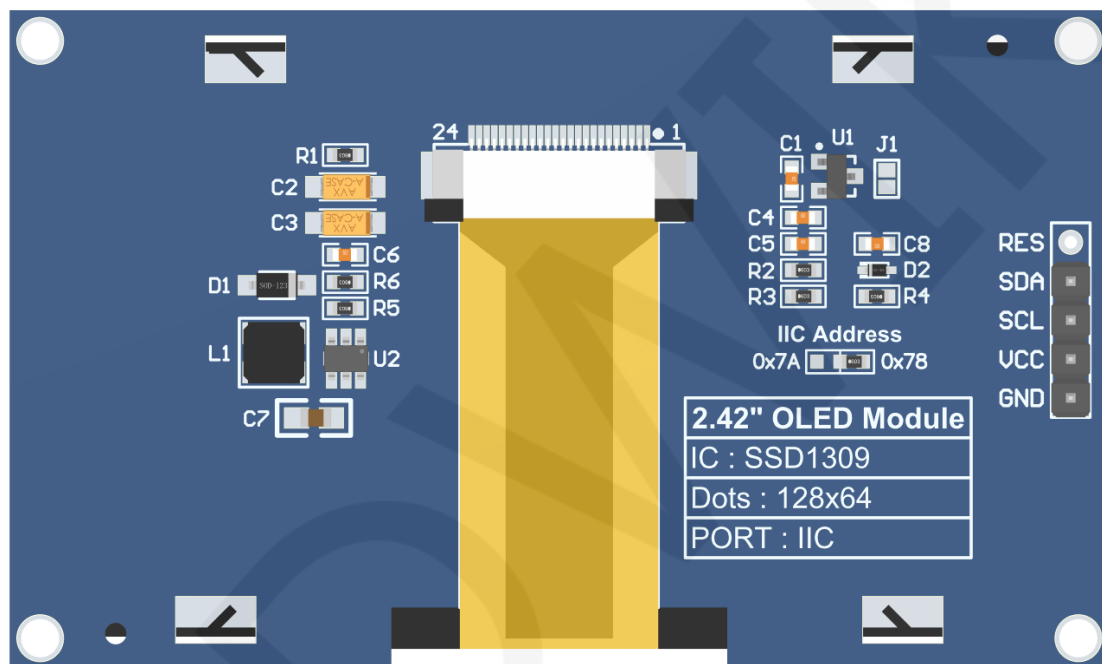 24
1
R1
C2
AVX
A-CASE
C3
AVX
A-CASE
C6
D1
SOD-123
R6
R5
L1
U2
C7
C1
U1
J1
C4
C5
C8
R2
D2
R3
R4
IIC Address
0x7A
0x78
RES
SDA
SCL
VCC
GND
2.42" OLED Module
IC : SSD1309
Dots : 128x64
PORT : IIC